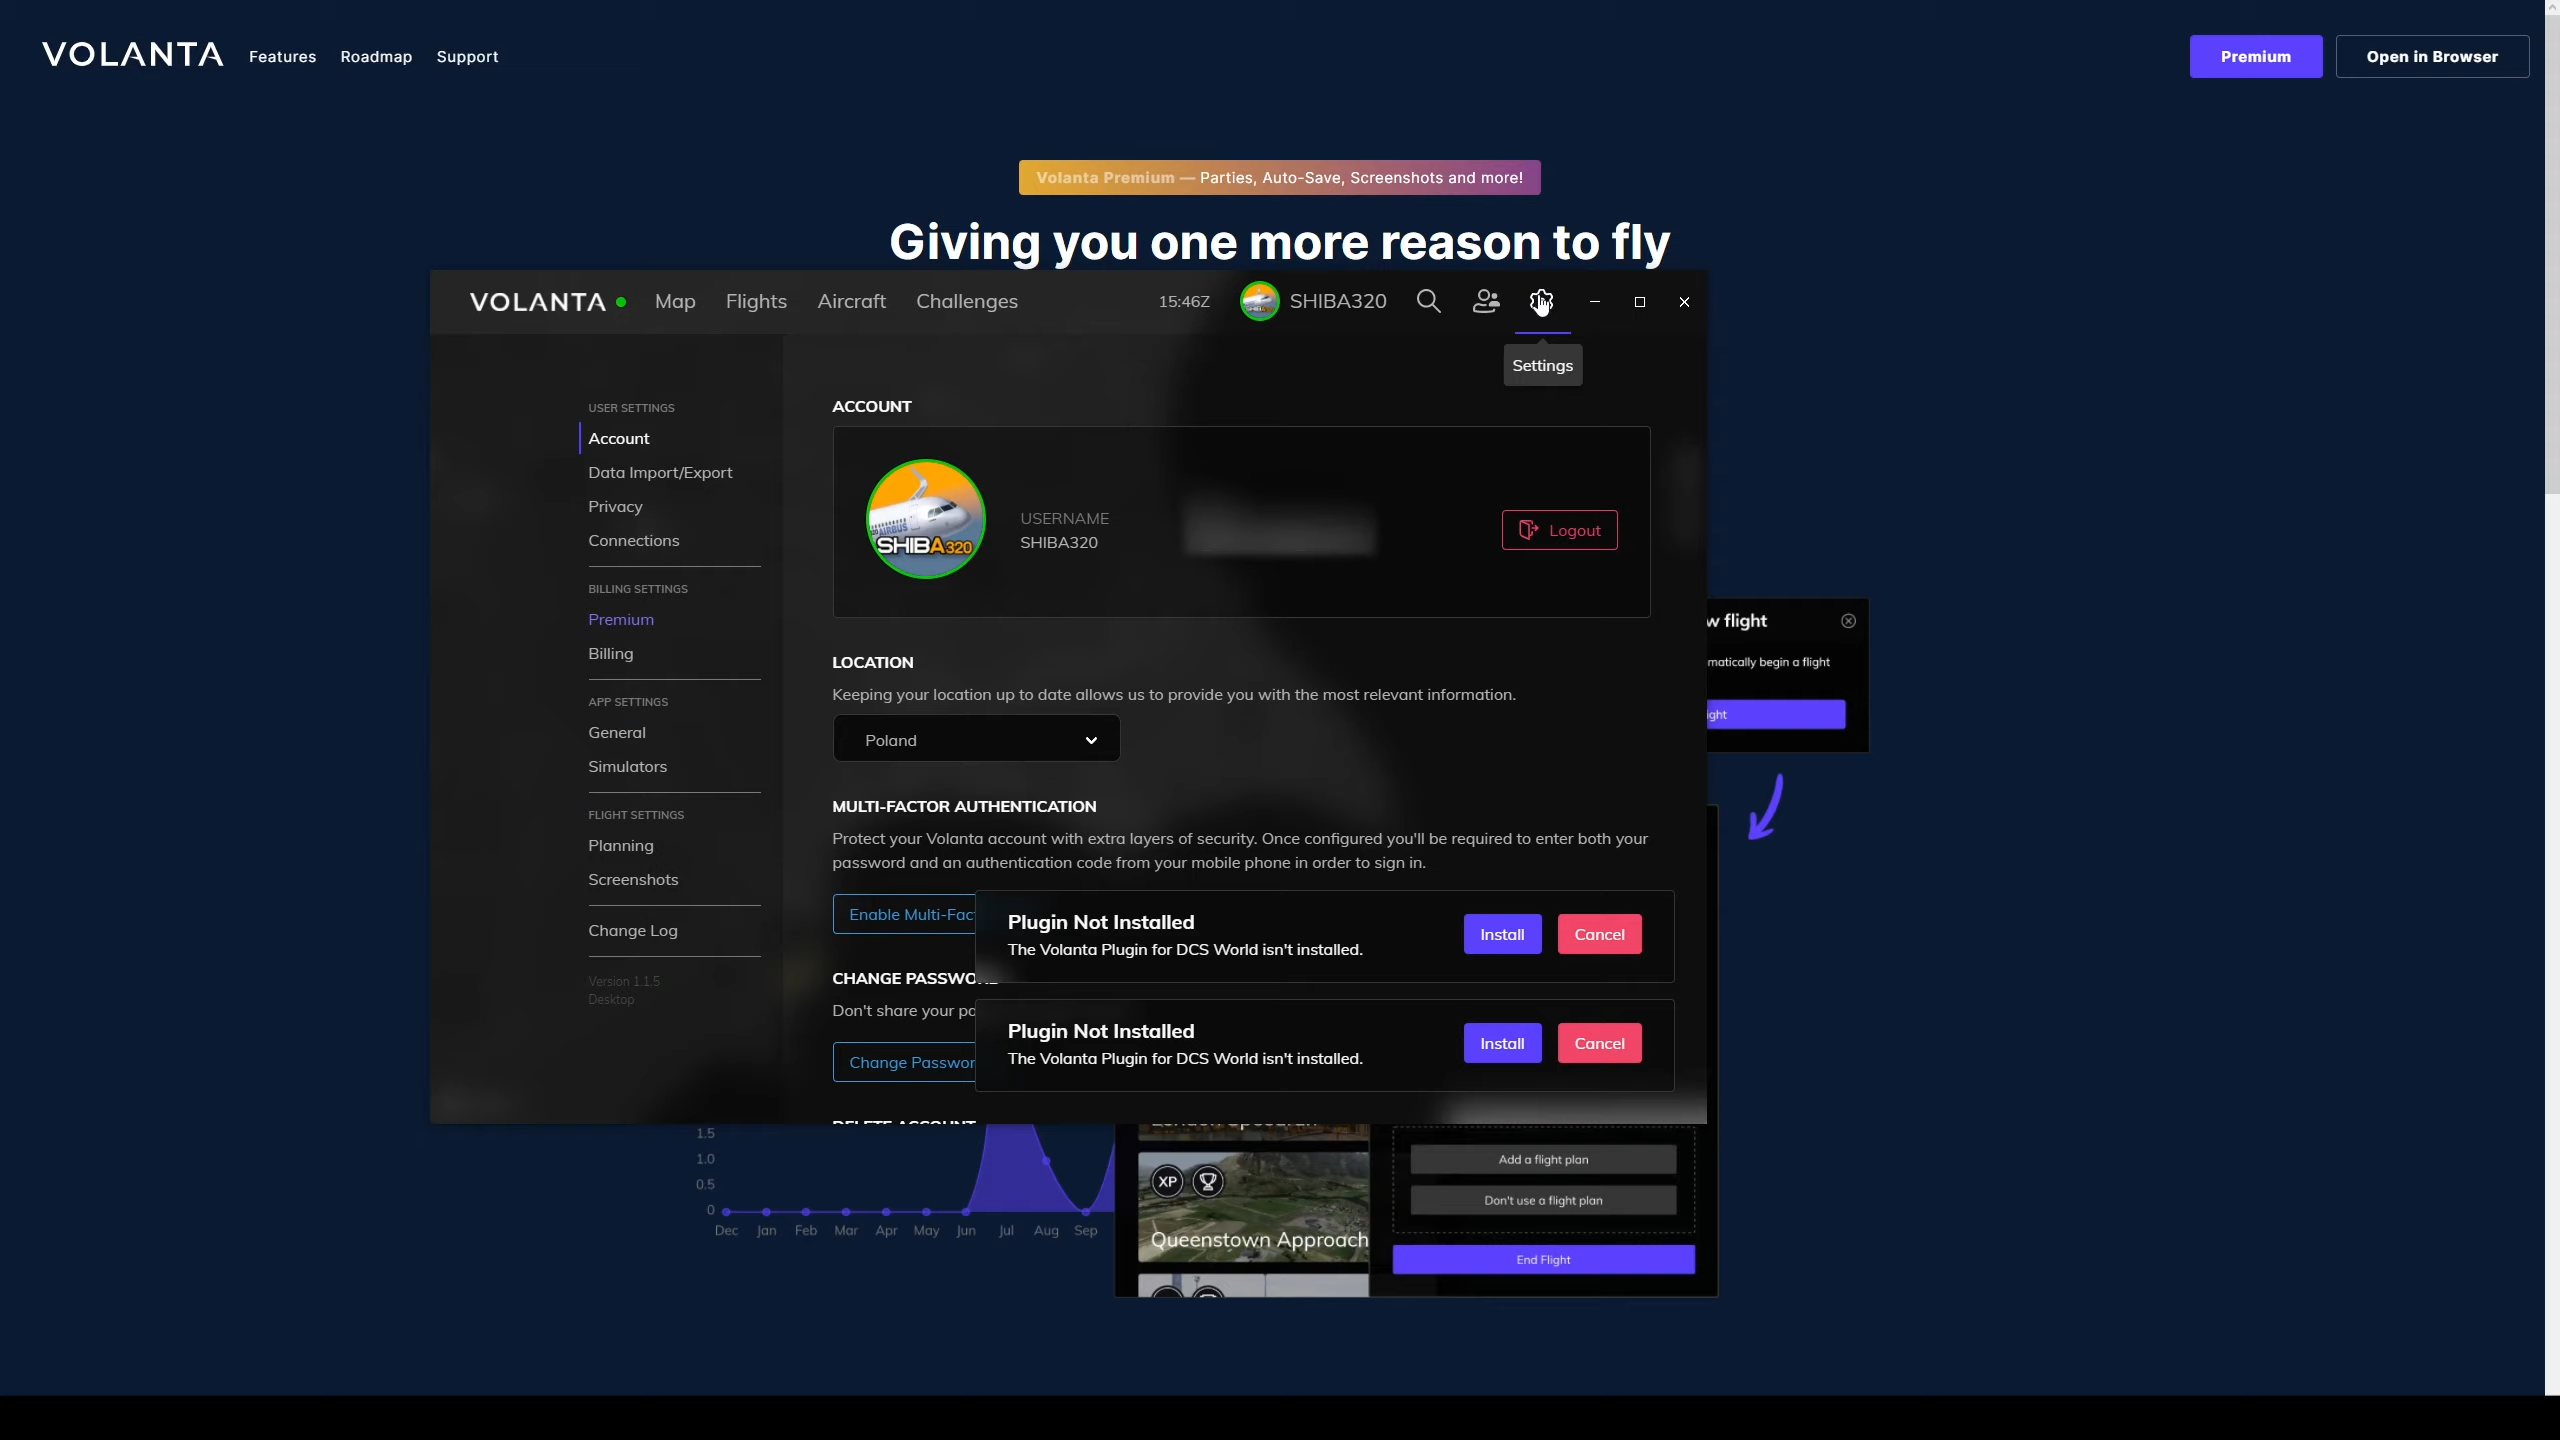 VOLANTA
Features
Roadmap
Support
Premium
Open in Browser
Volanta Premium — Parties, Auto-Save, Screenshots and more!
Giving you one more reason to fly
VOLANTA
Map
Flights
Aircraft
Challenges
15:46Z
SHIBA320
Settings
USER SETTINGS
Account
Data Import/Export
Privacy
Connections
BILLING SETTINGS
Premium
Billing
APP SETTINGS
General
Simulators
FLIGHT SETTINGS
Planning
Screenshots
Change Log
Version 1.1.5
Desktop
ACCOUNT
AIRBUS
SHIBA320
USERNAME
SHIBA320
Logout
LOCATION
Keeping your location up to date allows us to provide you with the most relevant information.
Poland
MULTI-FACTOR AUTHENTICATION
Protect your Volanta account with extra layers of security. Once configured you'll be required to enter both your
password and an authentication code from your mobile phone in order to sign in.
Enable Multi-Fac
CHANGE PASSWORD
Don't share your pa
Change Passwor
DELETE ACCOUNT
Plugin Not Installed
The Volanta Plugin for DCS World isn't installed.
Install
Cancel
Plugin Not Installed
The Volanta Plugin for DCS World isn't installed.
Install
Cancel
w flight
matically begin a flight
ight
1.5
1.0
0.5
0
Dec Jan Feb Mar Apr May Jun Jul Aug Sep
London Speedrun
XP
Queenstown Approach
Add a flight plan
Don't use a flight plan
End Flight